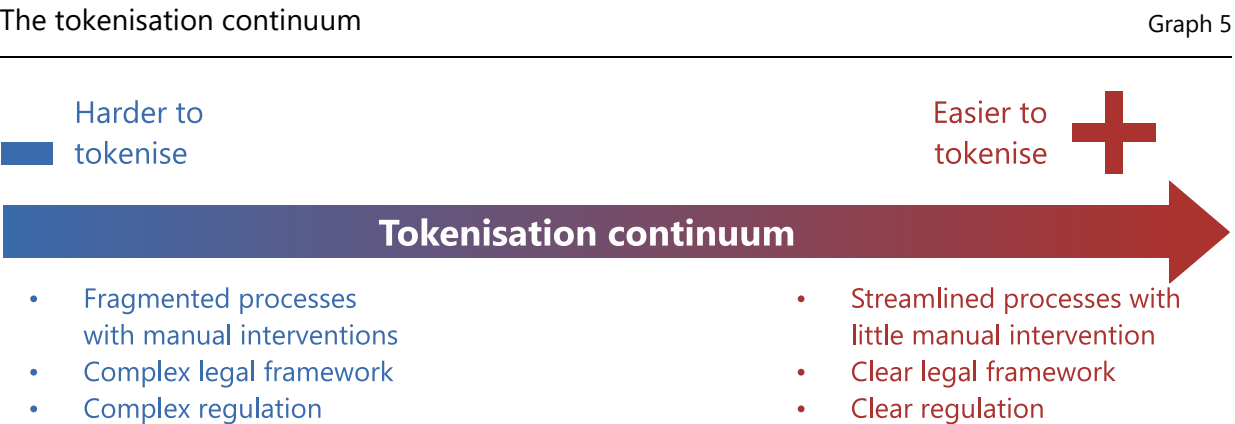 The tokenisation continuum
Graph 5
Harder to
tokenise
Easier to
tokenise
Tokenisation continuum
• Fragmented processes
with manual interventions
• Complex legal framework
• Complex regulation
• Streamlined processes with
little manual intervention
• Clear legal framework
• Clear regulation